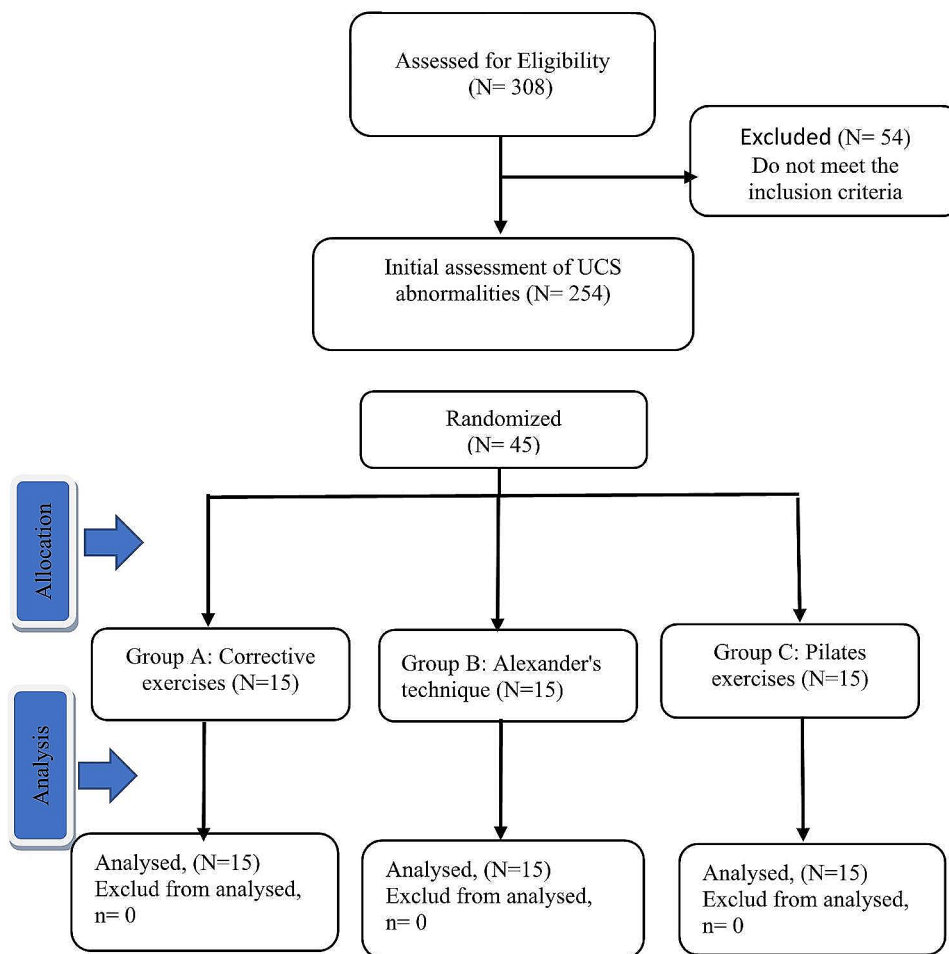 Assessed for Eligibility
(N= 308)
Excluded (N= 54)
Do not meet the
inclusion criteria
Initial assessment of UCS
abnormalities (N= 254)
Randomized
(N= 45)
Allocation
Group A: Corrective
exercises (N=15)
Group B: Alexander's
technique (N=15)
Group C: Pilates
exercises (N=15)
Analysis
Analysed, (N=15)
Exclud from analysed,
n= 0
Analysed, (N=15)
Exclud from analysed,
n= 0
Analysed, (N=15)
Exclud from analysed,
n= 0